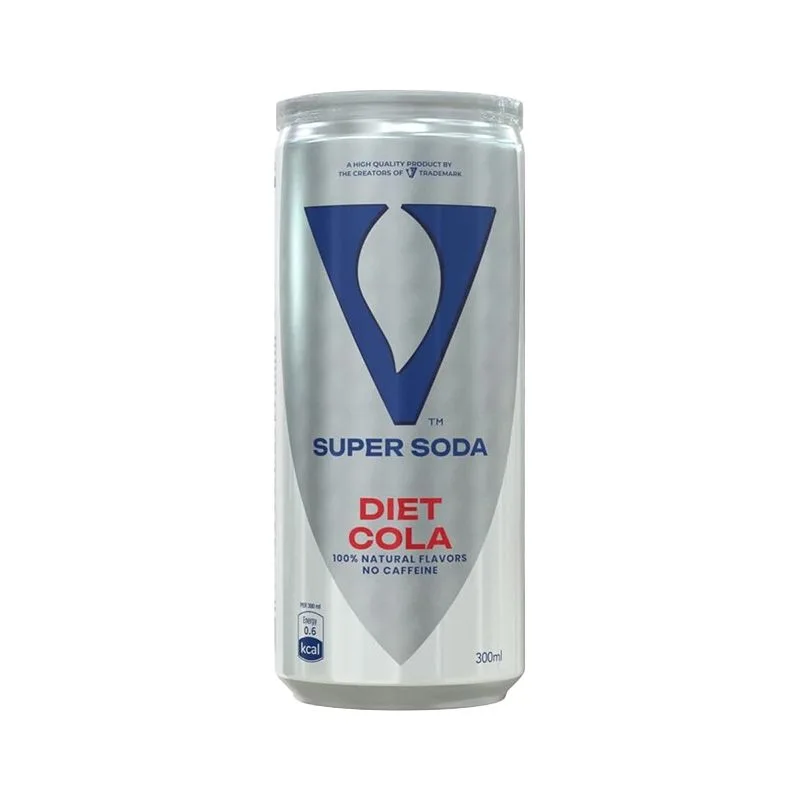 A HIGH QUALITY PRODUCT BY
THE CREATORS OF V TRADEMARK
V
TM
SUPER SODA
DIET
COLA
100% NATURAL FLAVORS
NO CAFFEINE
PER 300 ml
Energy
0.6
kcal
300ml